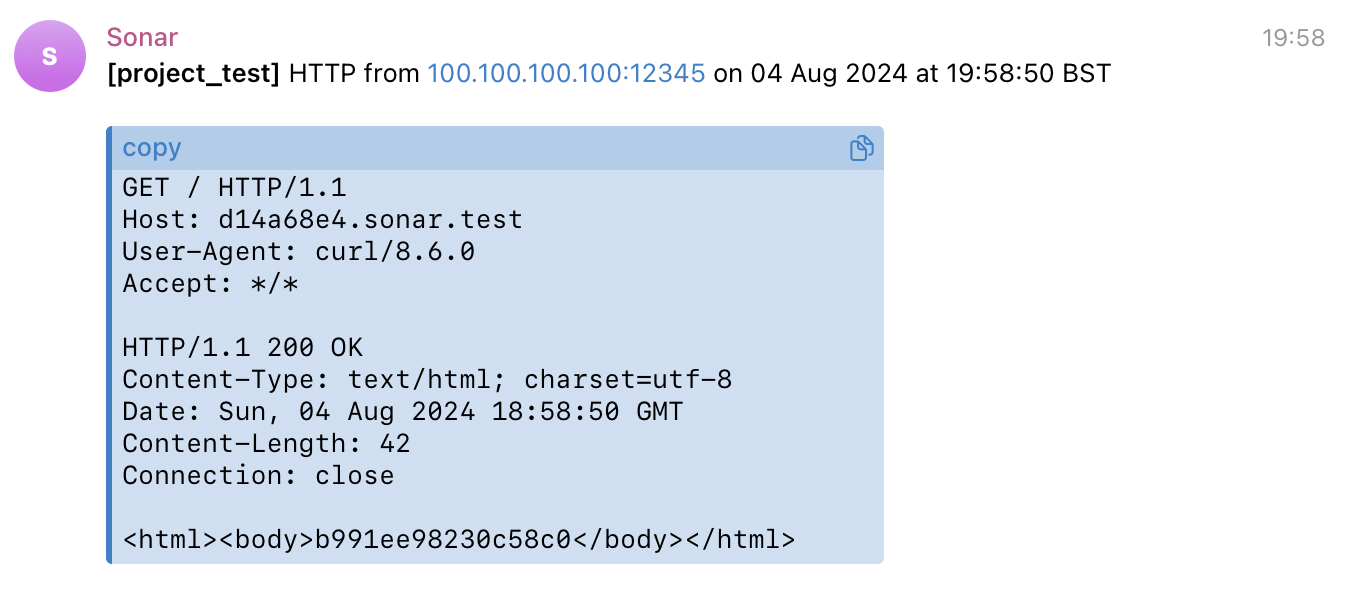 S
Sonar
19:58
[project_test] HTTP from 100.100.100.100:12345 on 04 Aug 2024 at 19:58:50 BST
copy
GET / HTTP/1.1
Host: d14a68e4.sonar.test
User-Agent: curl/8.6.0
Accept: */*
HTTP/1.1 200 OK
Content-Type: text/html; charset=utf-8
Date: Sun, 04 Aug 2024 18:58:50 GMT
Content-Length: 42
Connection: close
<html><body>b991ee98230c58c0</body></html>